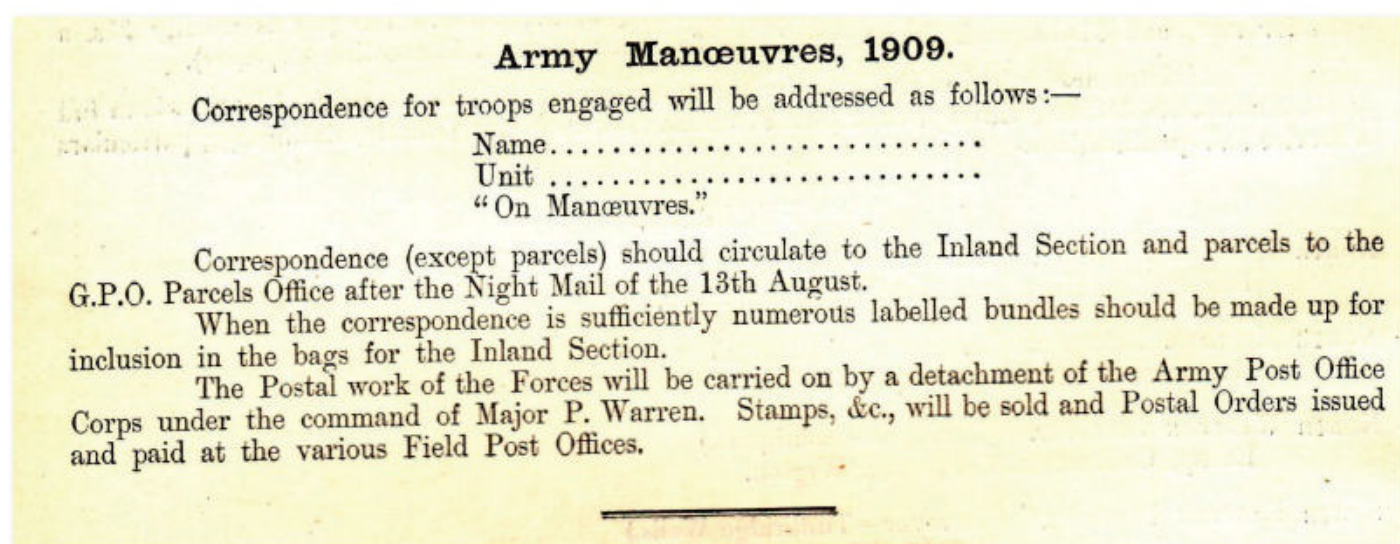 Army Manœuvres, 1909.
Correspondence for troops engaged will be addressed as follows:—
Name............................
Unit ............................
“On Manœuvres.”
Correspondence (except parcels) should circulate to the Inland Section and parcels to the
G.P.O. Parcels Office after the Night Mail of the 13th August.
When the correspondence is sufficiently numerous labelled bundles should be made up for
inclusion in the bags for the Inland Section.
The Postal work of the Forces will be carried on by a detachment of the Army Post Office
Corps under the command of Major P. Warren. Stamps, &c., will be sold and Postal Orders issued
and paid at the various Field Post Offices.